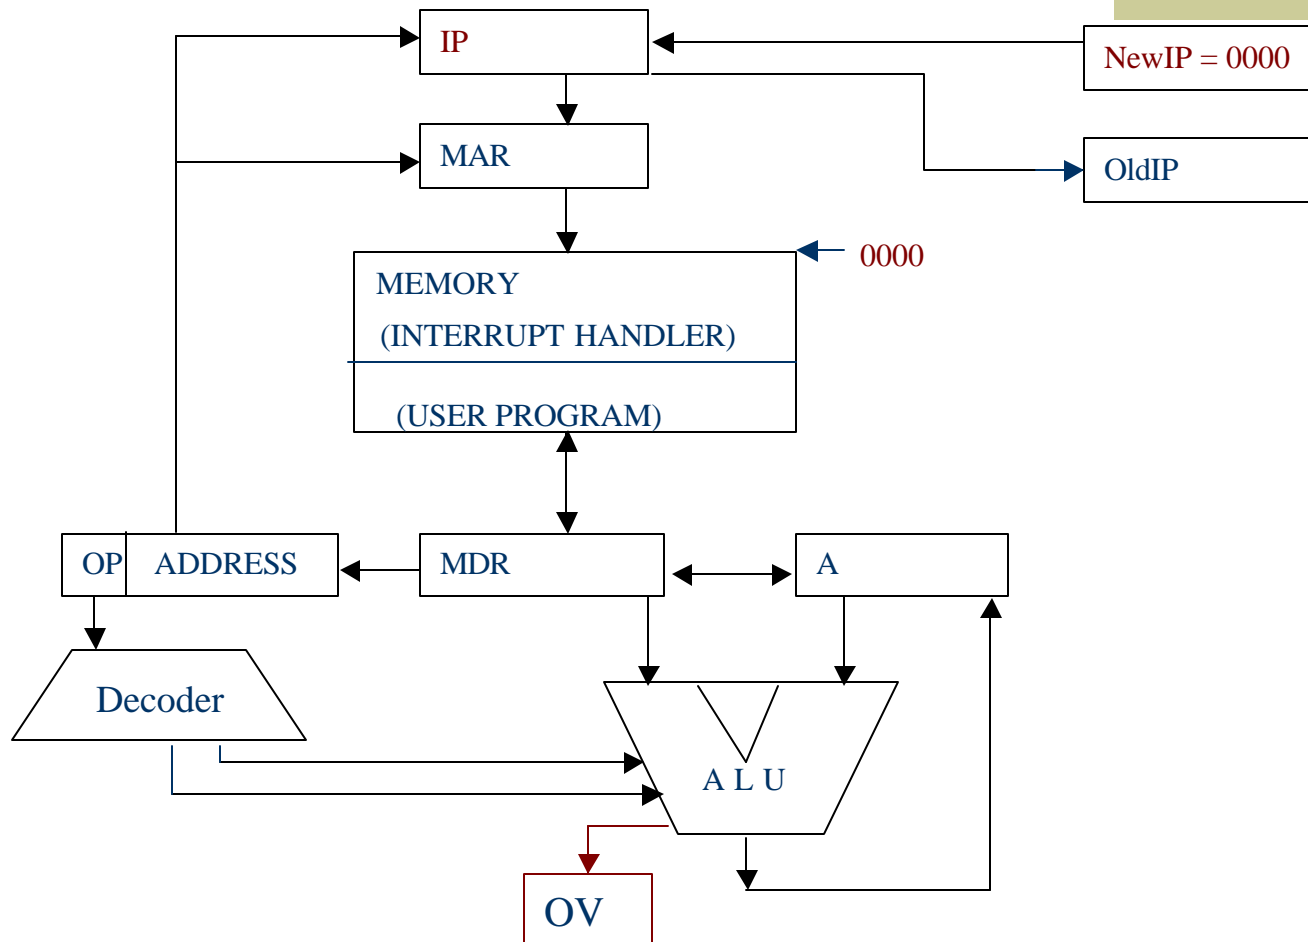 IP
NewIP = 0000
MAR
OldIP
0000
MEMORY
(INTERRUPT HANDLER)
(USER PROGRAM)
OP ADDRESS
MDR
A
Decoder
A L U
OV